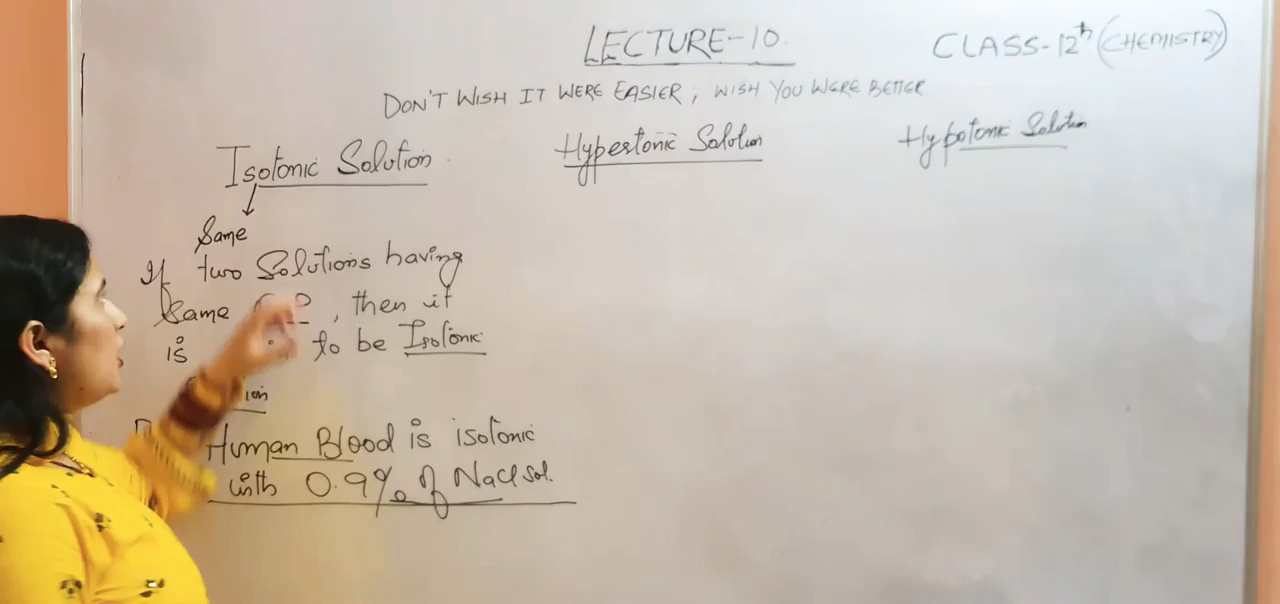 LECTURE-10.
CLASS-12th (CHEMISTRY)
DON'T WISH IT WERE EASIER ; WISH YOU WERE BETTER
Isotonic Solution
Hypertonic Solution
Hypotonic Solution
Same
If two Solutions having
Same , then it
is to be Isotonic
Human Blood is isotonic
with 0.9% of NaCl sol.